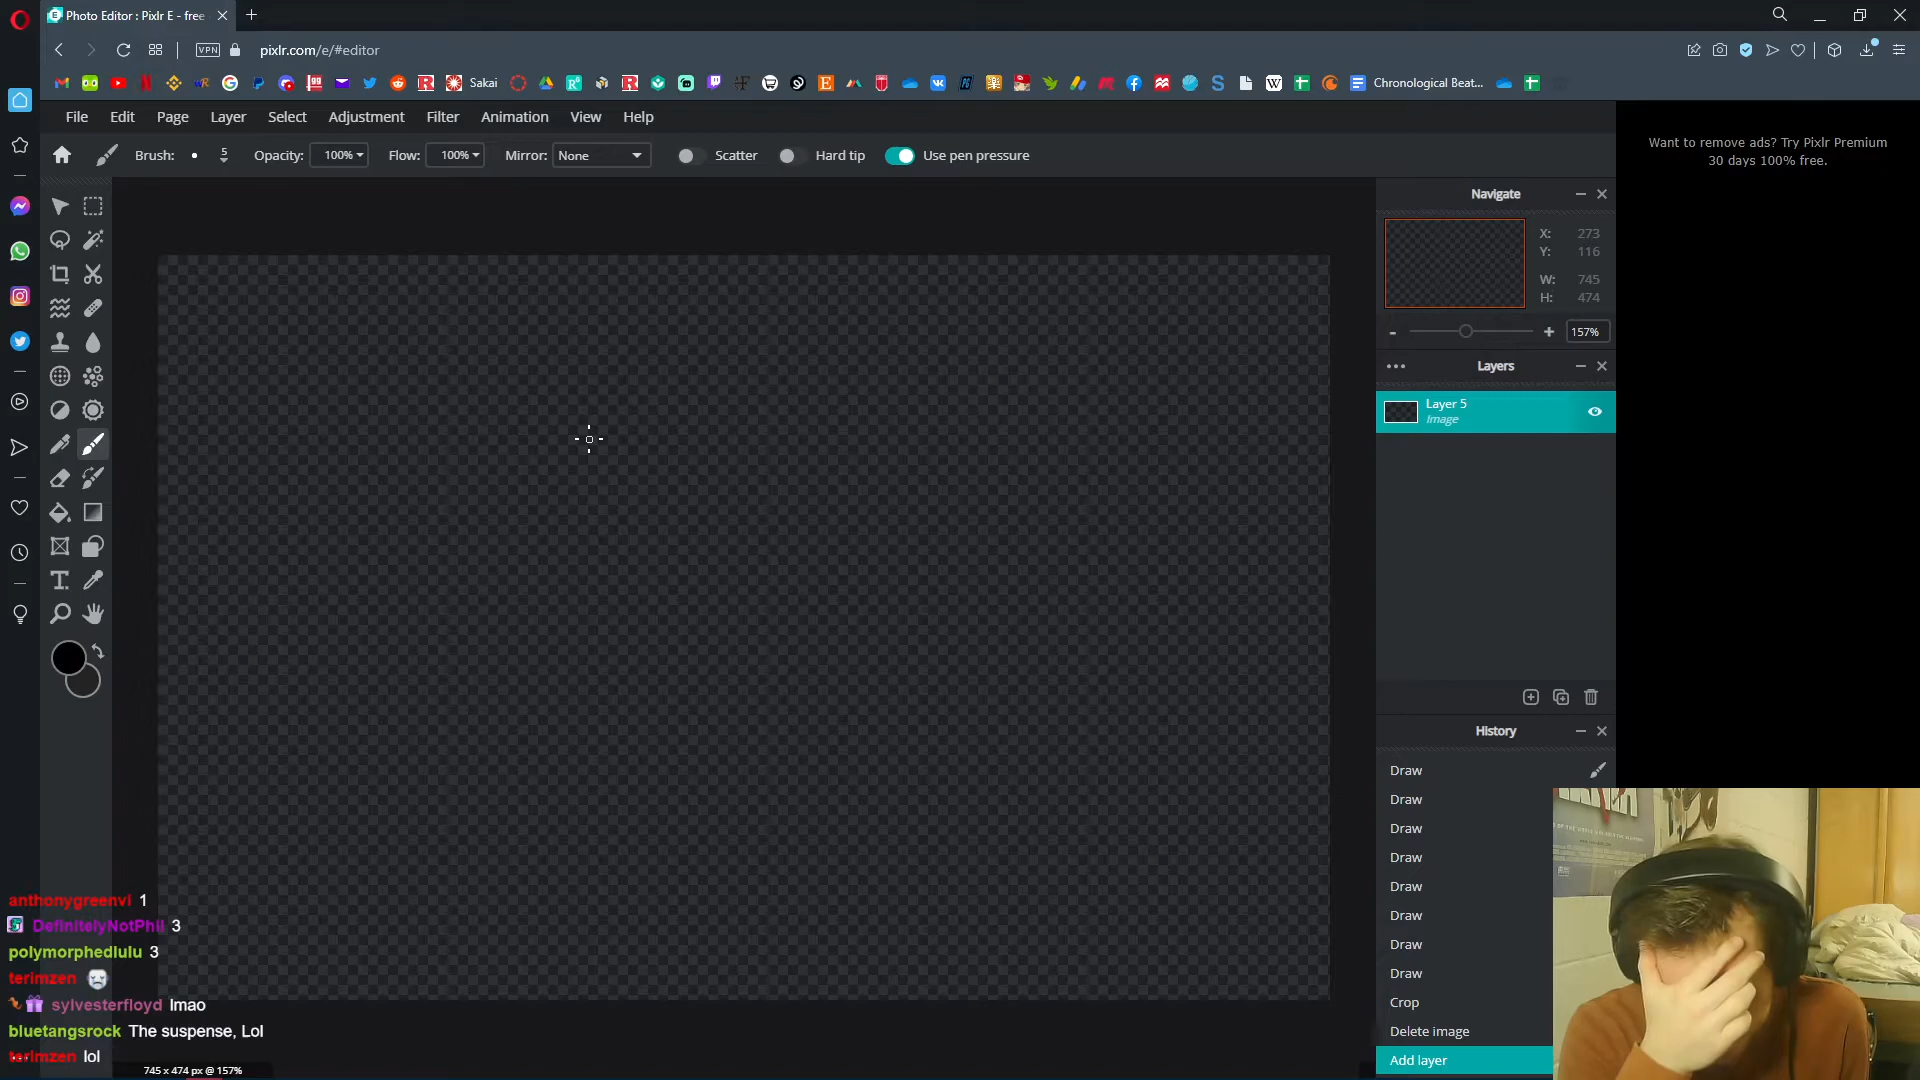 Photo Editor : Pixlr E - free
VPN
pixlr.com/e/#editor
Sakai
Chronological Beat...
File Edit Page Layer Select Adjustment Filter Animation View Help
Brush: 5 Opacity: 100% Flow: 100% Mirror: None Scatter Hard tip Use pen pressure
Want to remove ads? Try Pixlr Premium
30 days 100% free.
Navigate
X: 273
Y: 116
W: 745
H: 474
157%
Layers
Layer 5
Image
History
Draw
Draw
Draw
Draw
Draw
Draw
Draw
Draw
Crop
Delete image
Add layer
anthonygreenvl 1
DefinitelyNotPhil 3
polymorphedlulu 3
terimzen
sylvesterfloyd lmao
bluetangsrock The suspense, Lol
terimzen lol
745 x 474 px @ 157%